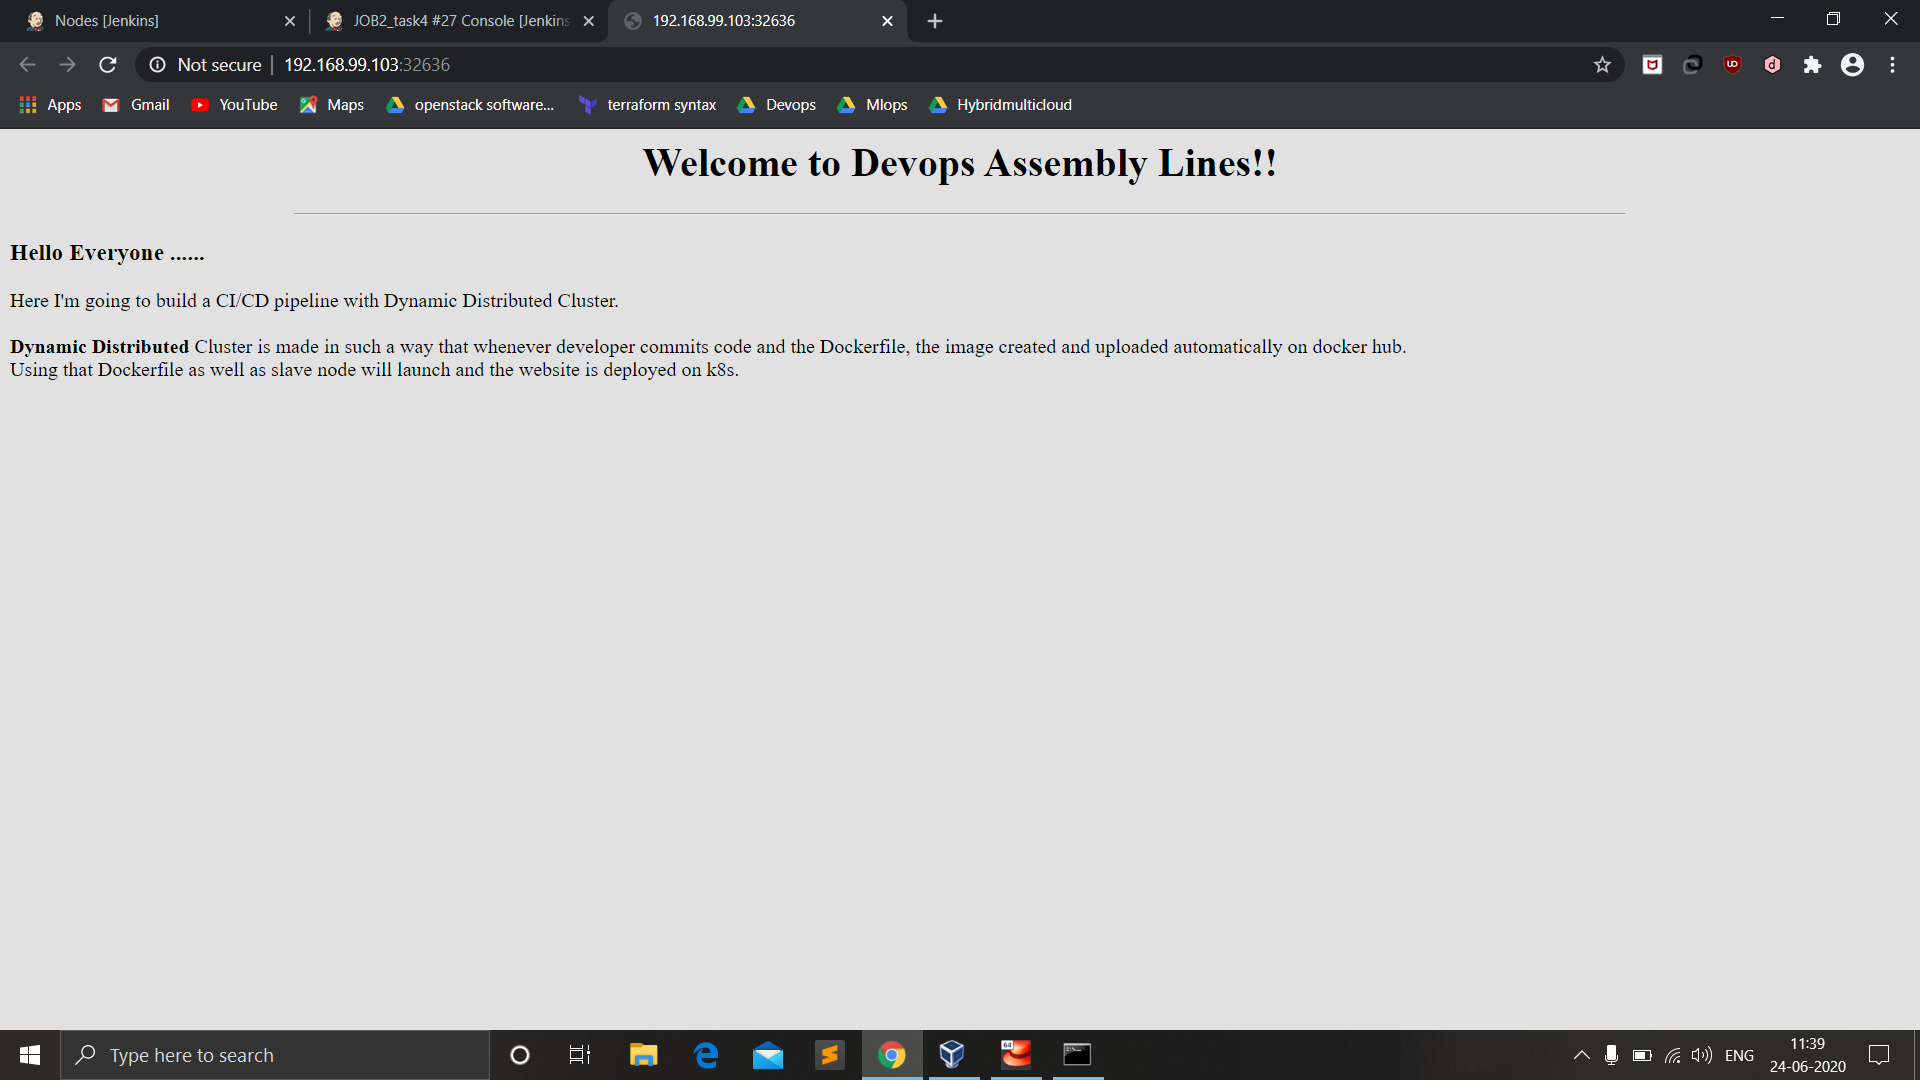 Nodes [Jenkins]
JOB2_task4 #27 Console [Jenkins
192.168.99.103:32636
Not secure
192.168.99.103:32636
Apps
Gmail
YouTube
Maps
openstack software...
terraform syntax
Devops
Mlops
Hybridmulticloud
Welcome to Devops Assembly Lines!!
Hello Everyone ......
Here I'm going to build a CI/CD pipeline with Dynamic Distributed Cluster.
Dynamic Distributed Cluster is made in such a way that whenever developer commits code and the Dockerfile, the image created and uploaded automatically on docker hub.
Using that Dockerfile as well as slave node will launch and the website is deployed on k8s.
Type here to search
64
ENG
11:39
24-06-2020